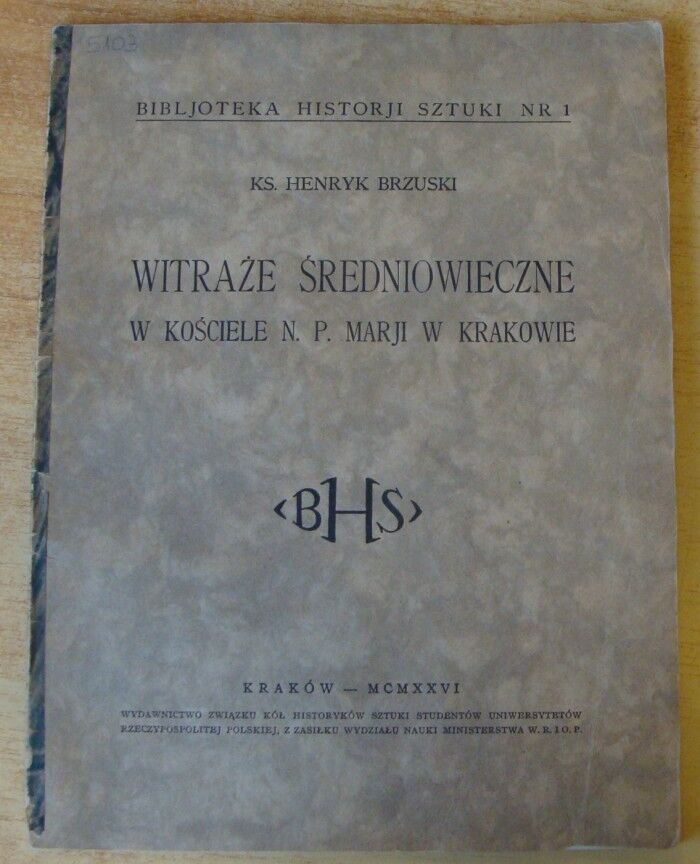 5103
BIBLJOTEKA HISTORJI SZTUKI NR 1
KS. HENRYK BRZUSKI
WITRAŻE ŚREDNIOWIECZNE
W KOŚCIELE N. P. MARJI W KRAKOWIE
<BHS>
KRAKÓW — MCMXXVI
WYDAWNICTWO ZWIĄZKU KÓŁ HISTORYKÓW SZTUKI STUDENTÓW UNIWERSYTETÓW
RZECZYPOSPOLITEJ POLSKIEJ, Z ZASIŁKU WYDZIAŁU NAUKI MINISTERSTWA W. R. I O. P.